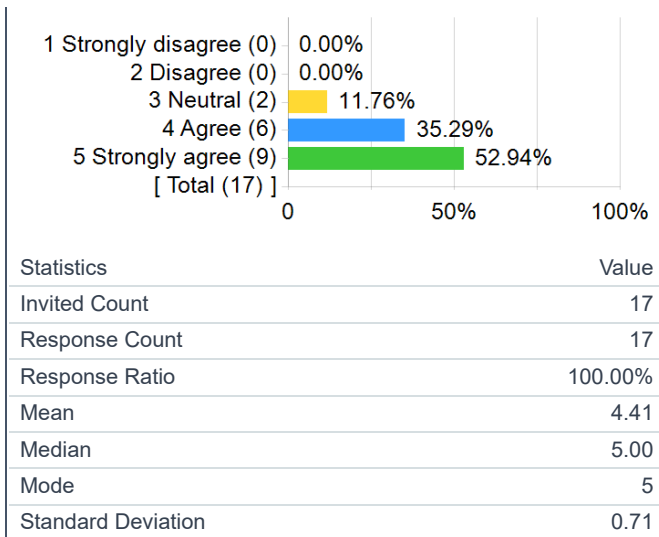 1 Strongly disagree (0) 0.00%
2 Disagree (0) 0.00%
3 Neutral (2) 11.76%
4 Agree (6) 35.29%
5 Strongly agree (9) 52.94%
[ Total (17) ]
0 50% 100%
Statistics Value
Invited Count 17
Response Count 17
Response Ratio 100.00%
Mean 4.41
Median 5.00
Mode 5
Standard Deviation 0.71